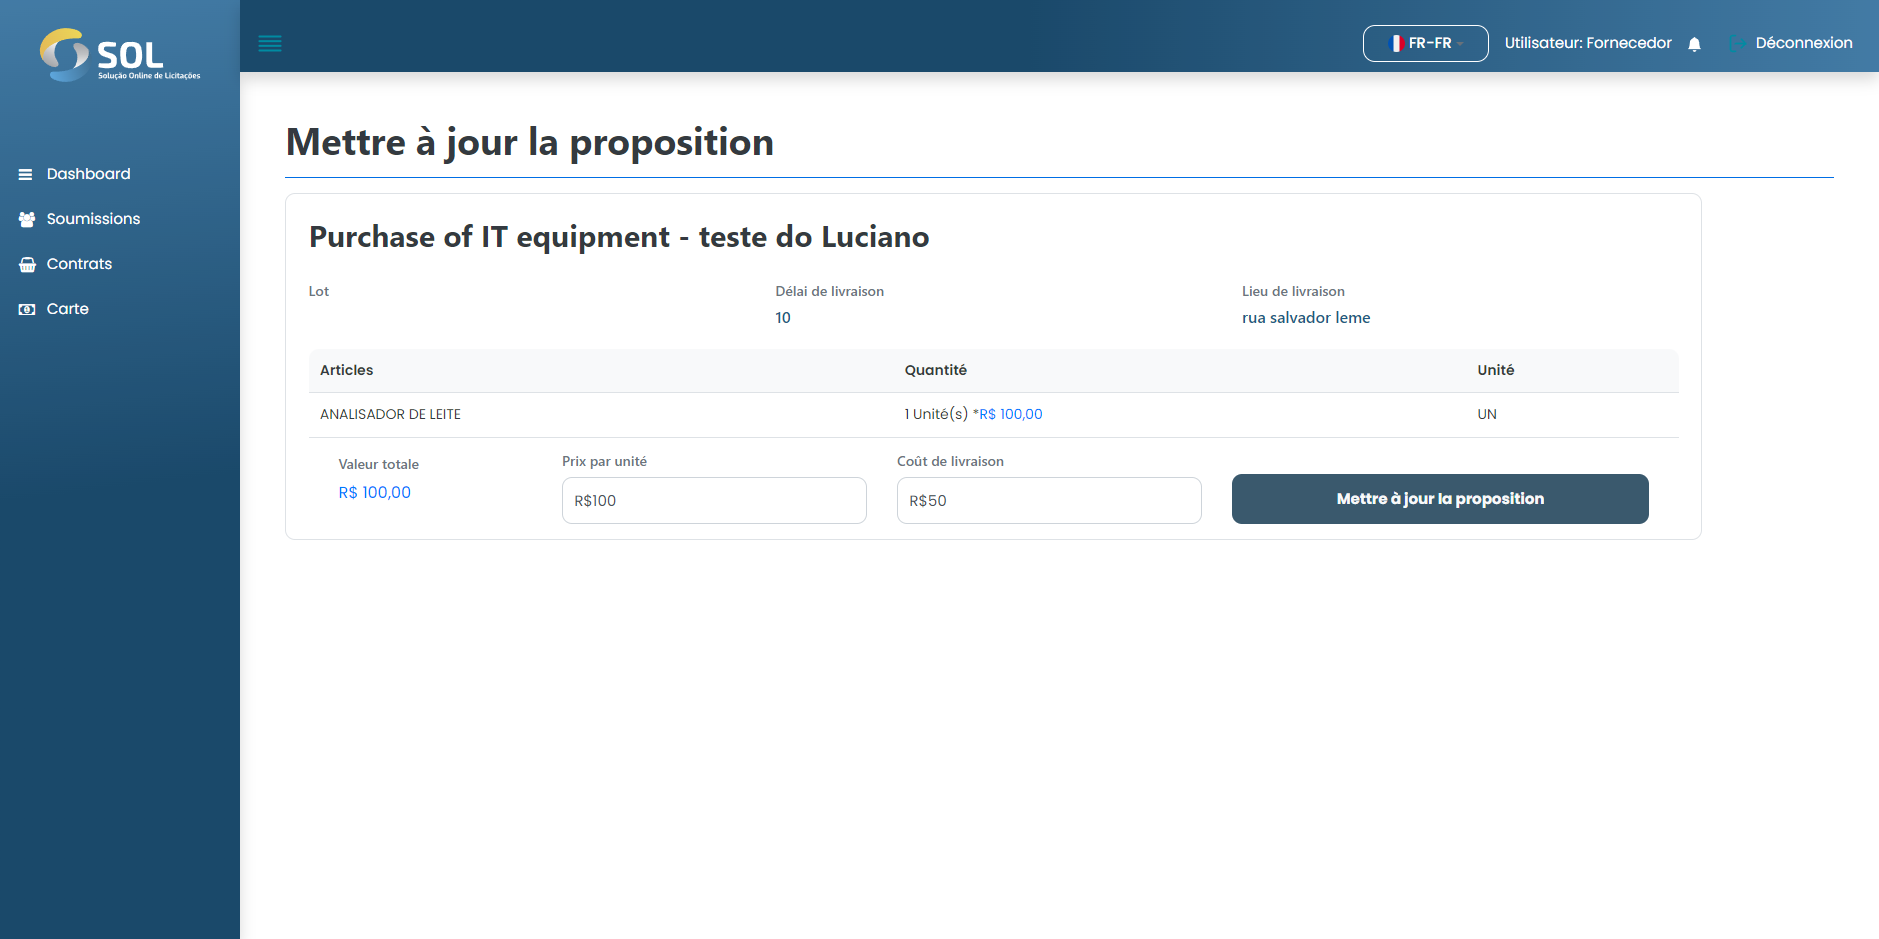 SOL
Solução Online de Licitações
FR-FR
Utilisateur: Fornecedor
Déconnexion
Dashboard
Soumissions
Contrats
Carte
Mettre à jour la proposition
Purchase of IT equipment - teste do Luciano
Lot
Délai de livraison
10
Lieu de livraison
rua salvador leme
Articles Quantité Unité
ANALISADOR DE LEITE 1 Unité(s) *R$ 100,00 UN
Valeur totale
R$ 100,00
Prix par unité
R$100
Coût de livraison
R$50
Mettre à jour la proposition